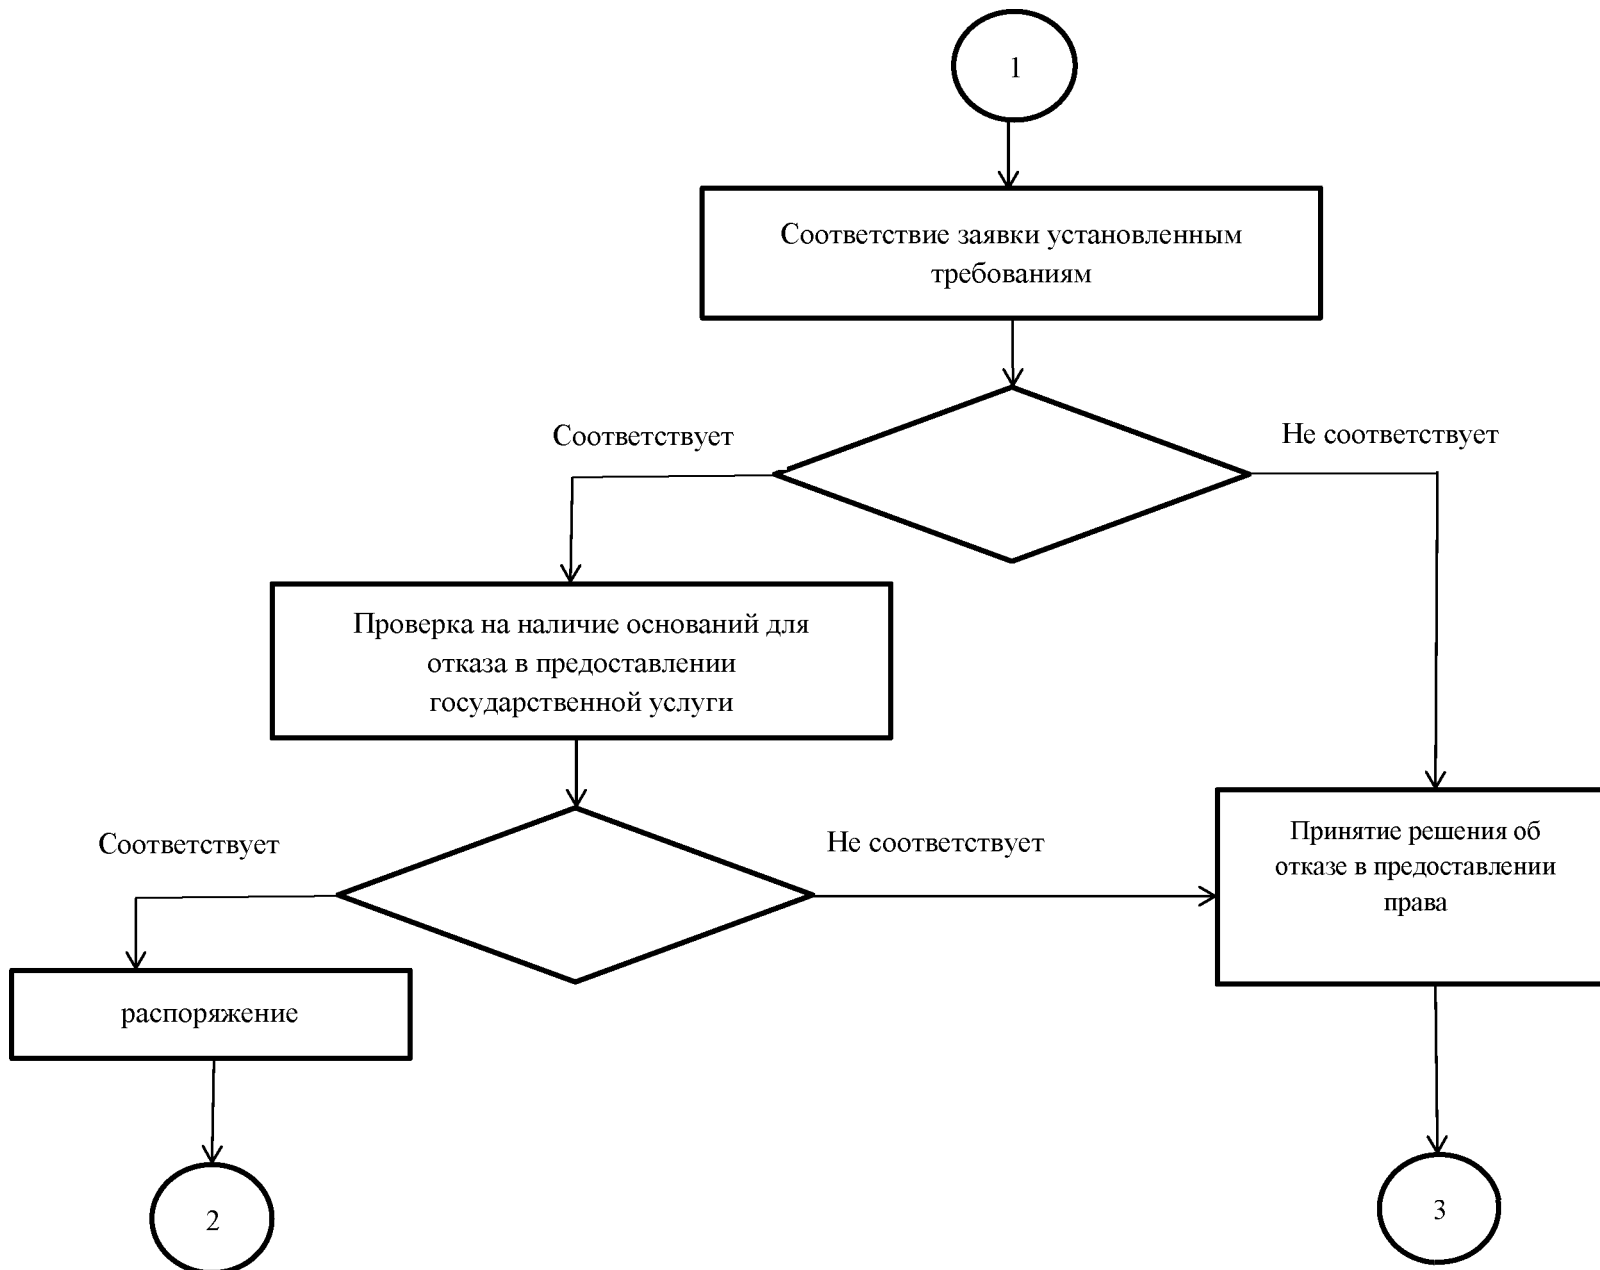 1
Соответствие заявки установленным
требованиям
Соответствует
Не соответствует
Проверка на наличие оснований для
отказа в предоставлении
государственной услуги
Соответствует
Не соответствует
Принятие решения об
отказе в предоставлении
права
распоряжение
2
3